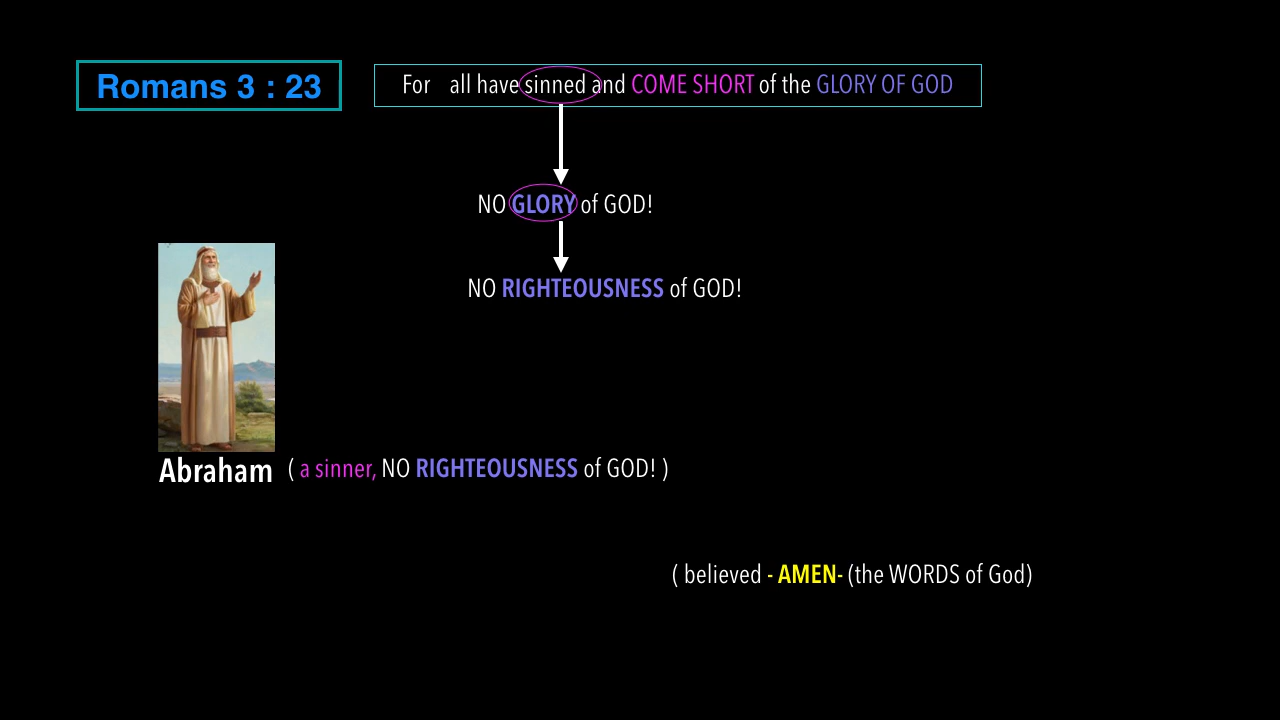 Romans 3 : 23
For all have sinned and COME SHORT of the GLORY OF GOD
NO GLORY of GOD!
NO RIGHTEOUSNESS of GOD!
Abraham ( a sinner, NO RIGHTEOUSNESS of GOD! )
( believed - AMEN- (the WORDS of God)